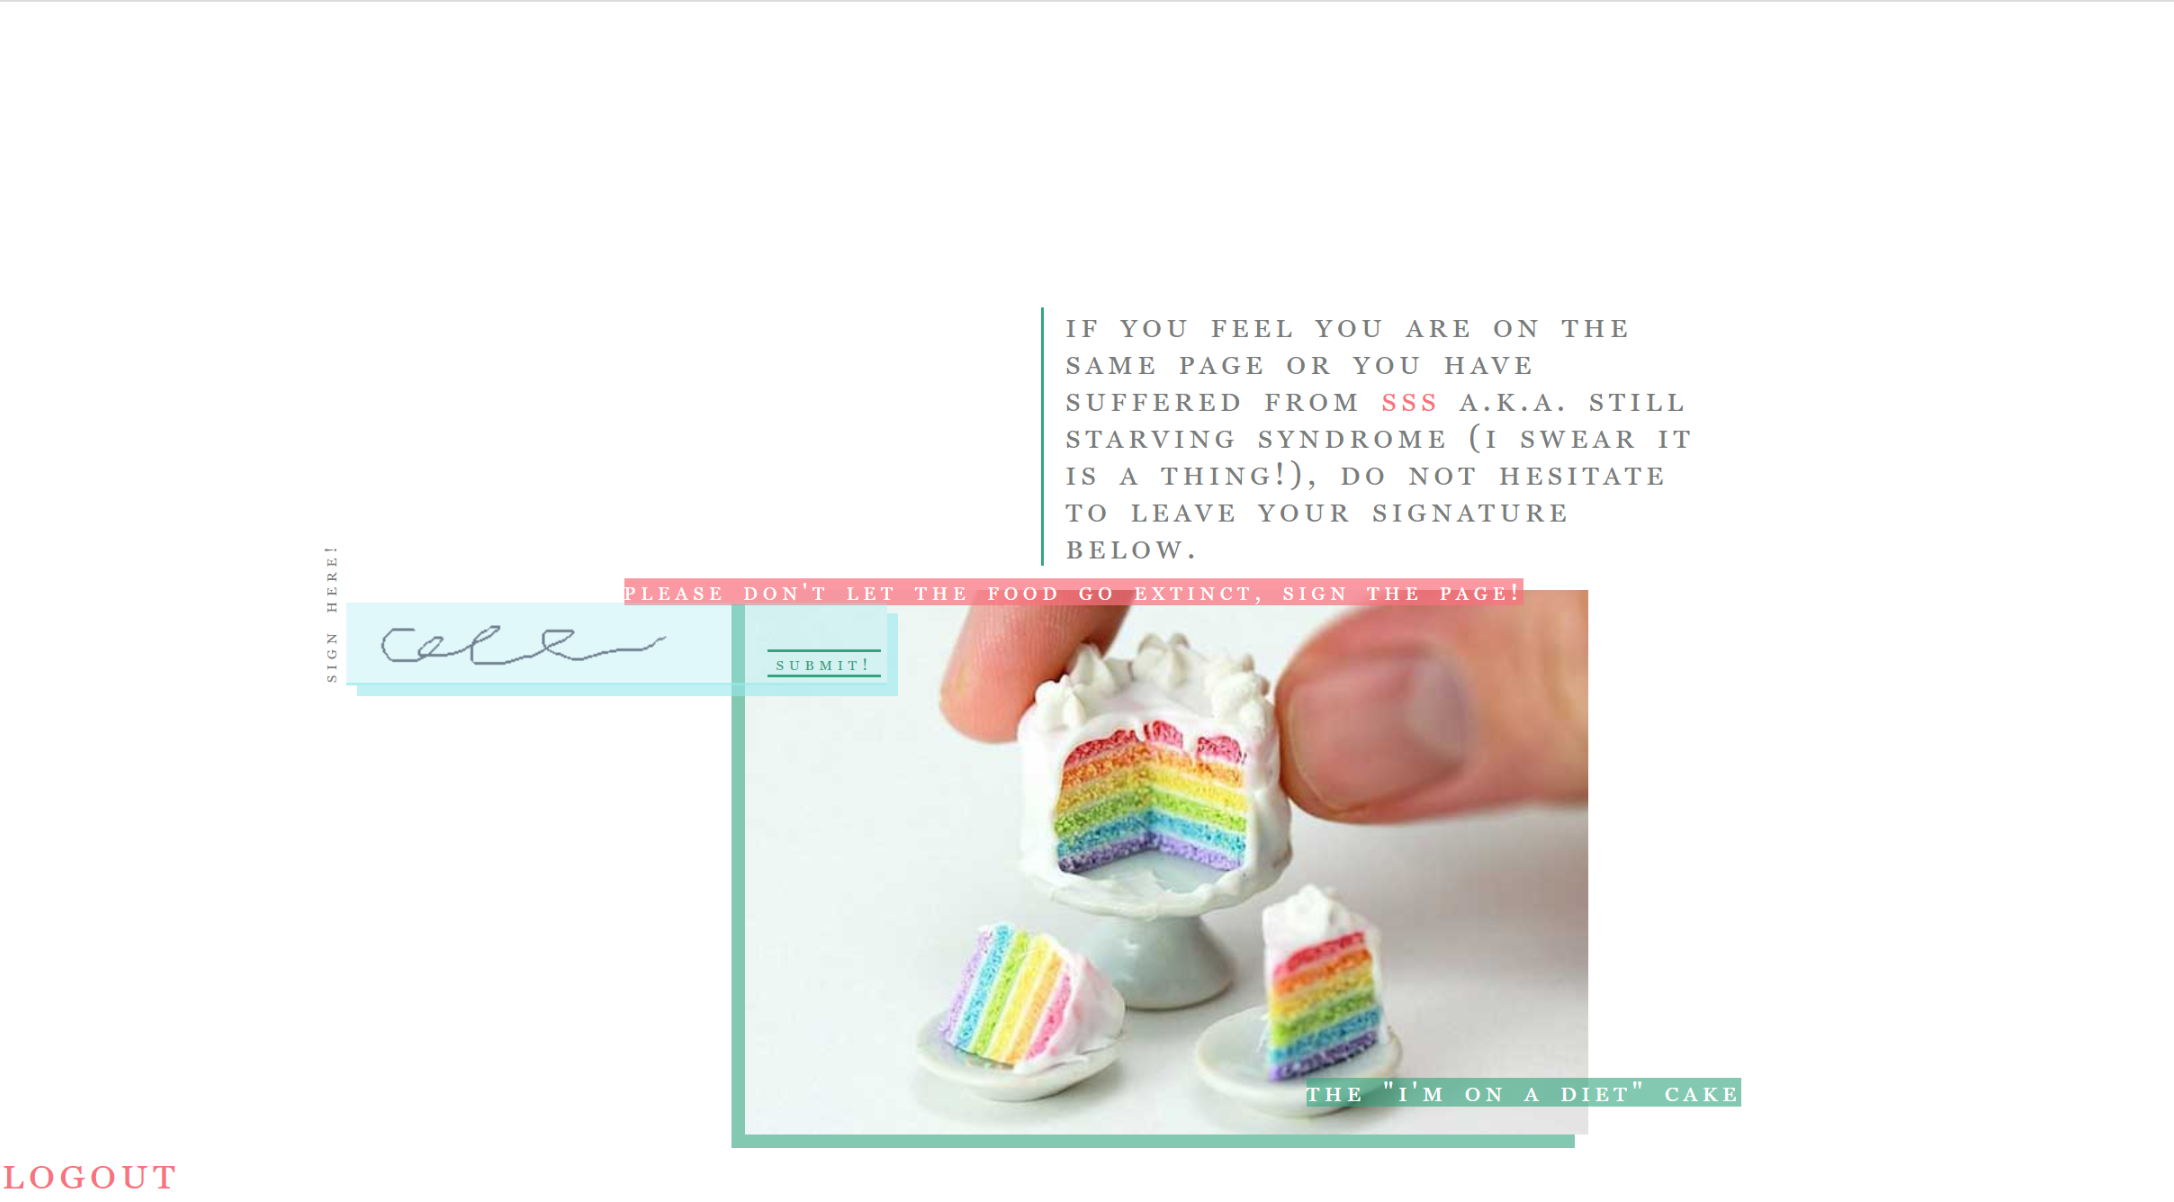 IF YOU FEEL YOU ARE ON THE
SAME PAGE OR YOU HAVE
SUFFERED FROM SSS A.K.A. STILL
STARVING SYNDROME (I SWEAR IT
IS A THING!), DO NOT HESITATE
TO LEAVE YOUR SIGNATURE
BELOW.
PLEASE DON'T LET THE FOOD GO EXTINCT, SIGN THE PAGE!
SIGN HERE!
SUBMIT!
THE "I'M ON A DIET" CAKE
LOGOUT